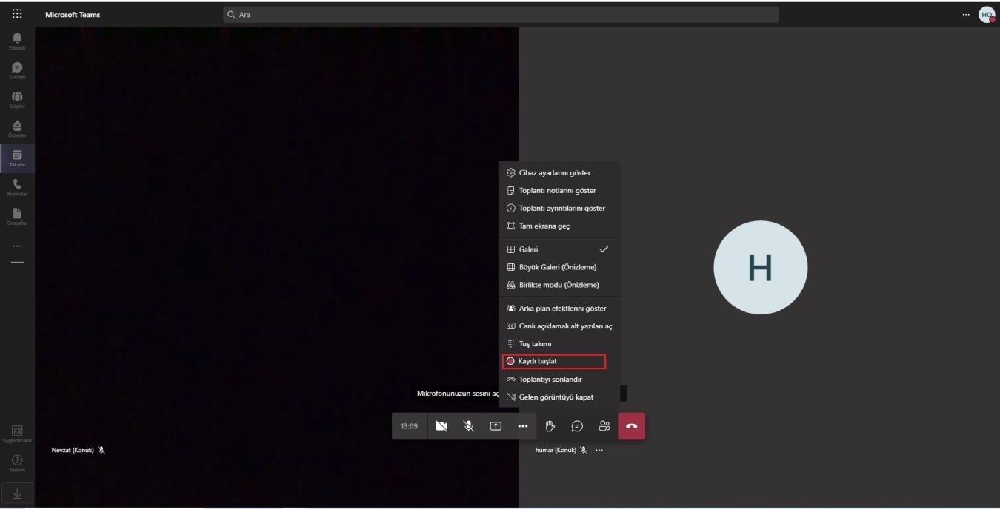 Microsoft Teams
Ara
HO
Etkinlik
Sohbet
Ekipler
Ödevler
Takvim
Aramalar
Dosyalar
Cihaz ayarlarını göster
Toplantı notlarını göster
Toplantı ayrıntılarını göster
Tam ekrana geç
Galeri
Büyük Galeri (Önizleme)
Birlikte modu (Önizleme)
Arka plan efektlerini göster
CC Canlı açıklamalı alt yazıları aç
Tuş takımı
Kaydı başlat
Toplantıyı sonlandır
Gelen görüntüyü kapat
H
Mikrofonunuzun sesini aç
13:09
Uygulamalar
Yardım
Nevzat (Konuk)
humar (Konuk)